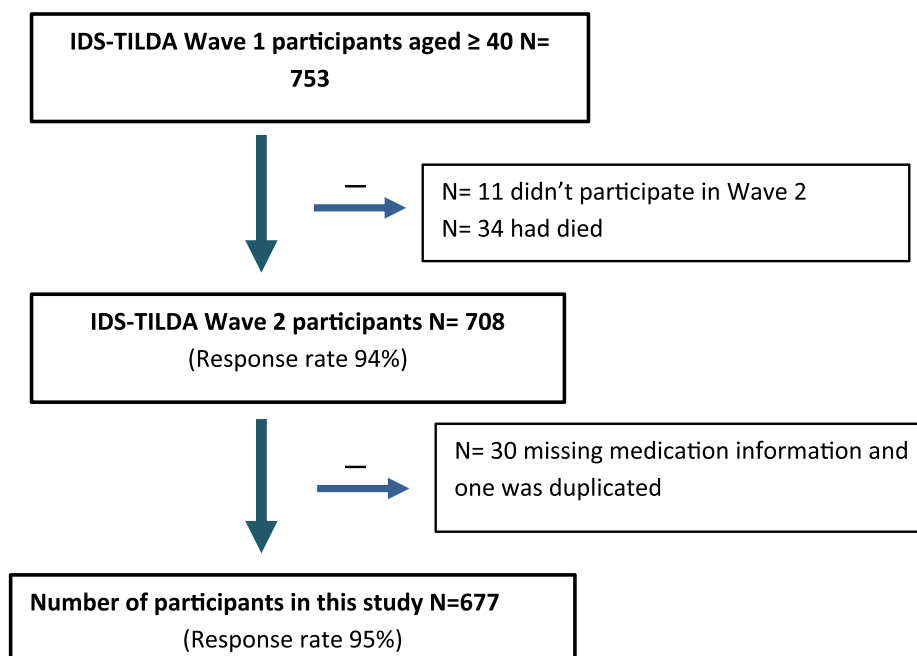 IDS-TILDA Wave 1 participants aged ≥ 40 N=
753
–
N= 11 didn’t participate in Wave 2
N= 34 had died
IDS-TILDA Wave 2 participants N= 708
(Response rate 94%)
–
N= 30 missing medication information and
one was duplicated
Number of participants in this study N=677
(Response rate 95%)